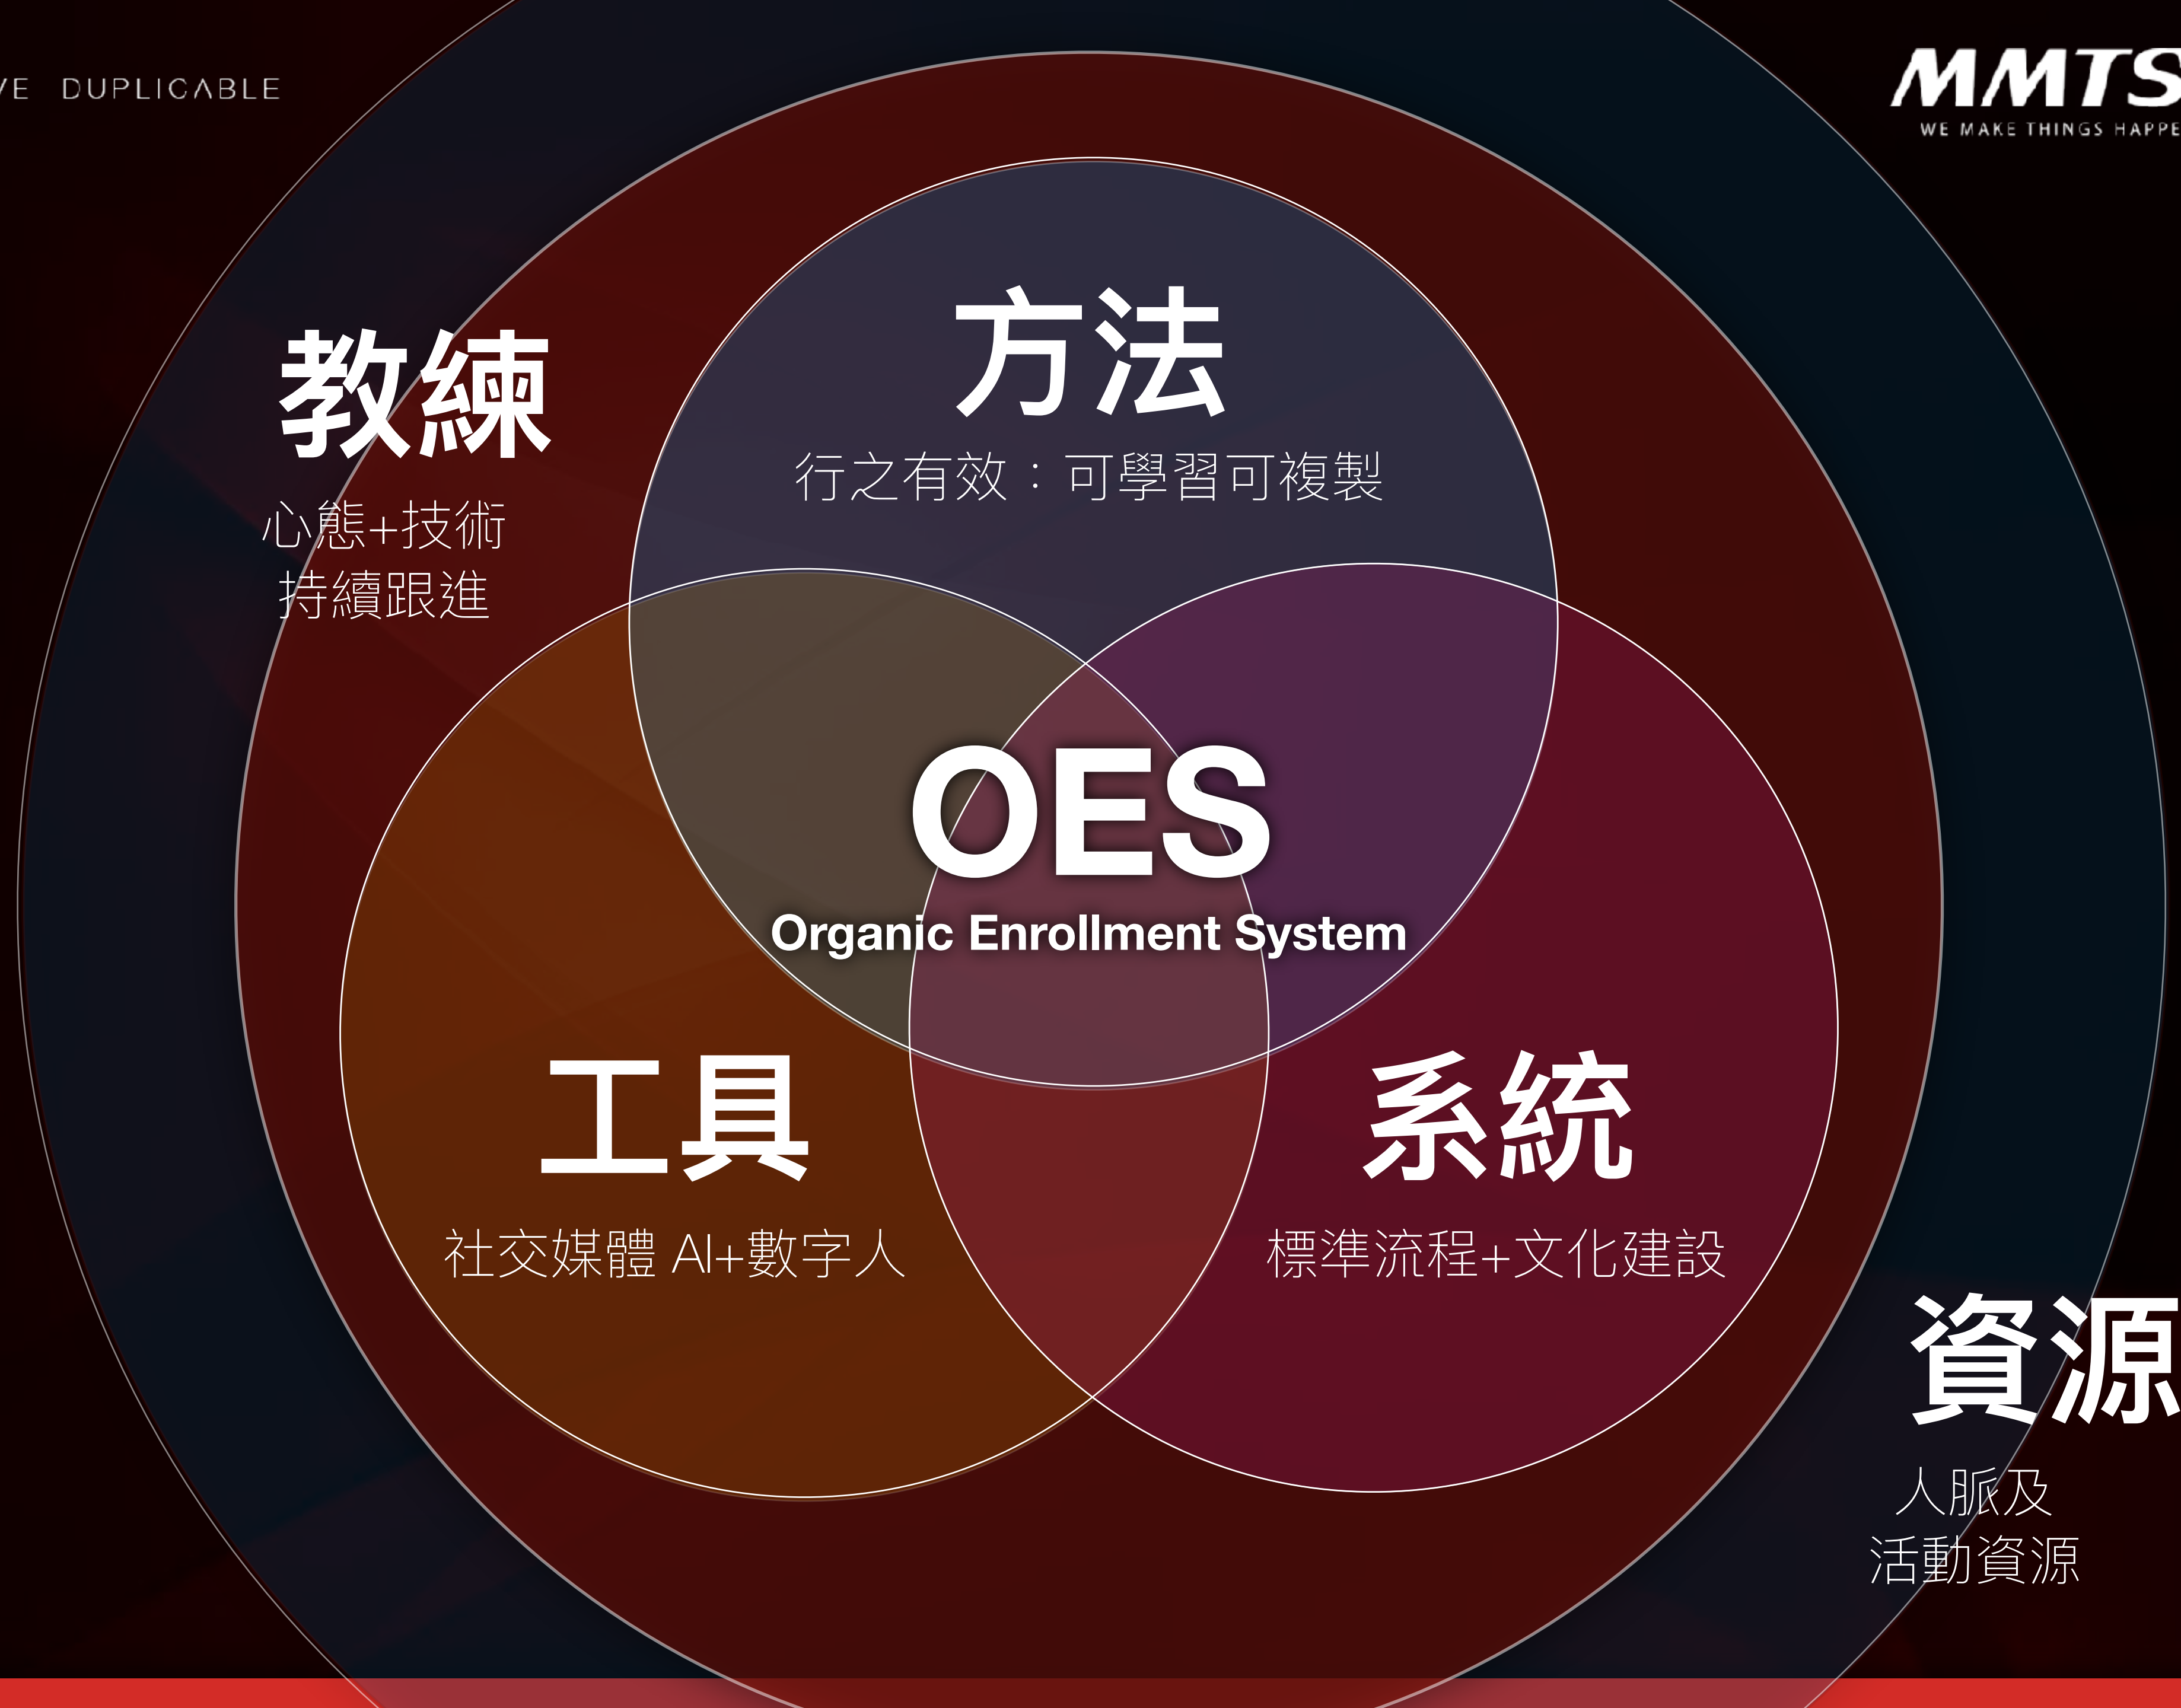 DUPLICABLE
MMTS
WE MAKE THINGS HAPPE
方法
行之有效：可學習可複製
教練
心態+技術
持續跟進
OES
Organic Enrollment System
工具
社交媒體 AI+數字人
系統
標準流程+文化建設
資源
人脈及
活動資源